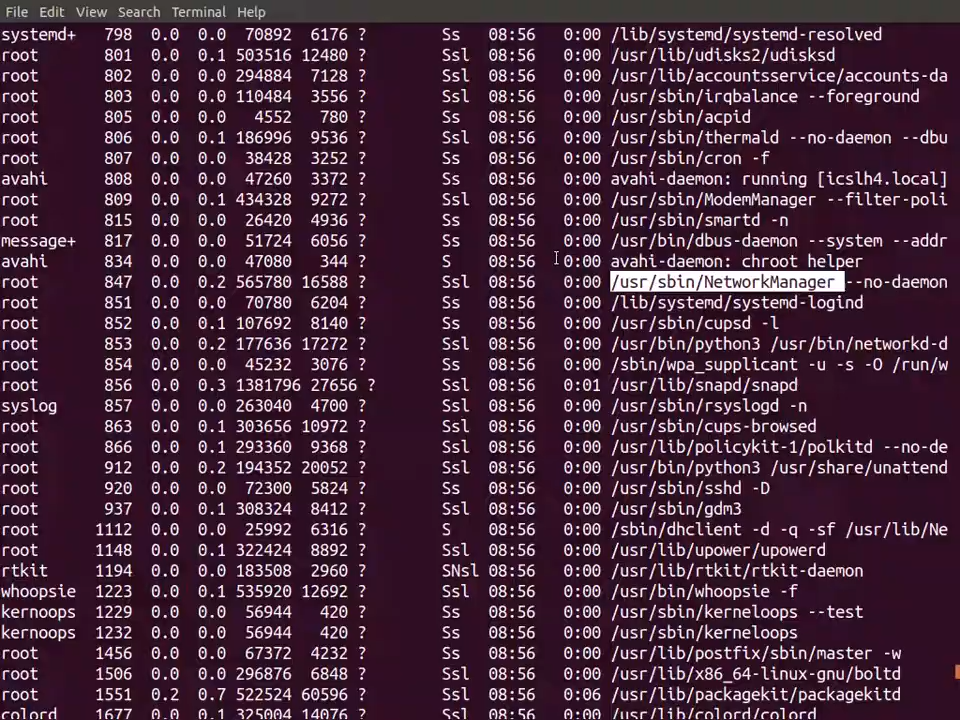 File Edit View Search Terminal Help
systemd+ 798 0.0 0.0 70892 6176 ? Ss 08:56 0:00 /lib/systemd/systemd-resolved
root 801 0.0 0.1 503516 12480 ? Ssl 08:56 0:00 /usr/lib/udisks2/udisksd
root 802 0.0 0.0 294884 7128 ? Ssl 08:56 0:00 /usr/lib/accountsservice/accounts-da
root 803 0.0 0.0 110484 3556 ? Ssl 08:56 0:00 /usr/sbin/irqbalance --foreground
root 805 0.0 0.0 4552 780 ? Ss 08:56 0:00 /usr/sbin/acpid
root 806 0.0 0.1 186996 9536 ? Ssl 08:56 0:00 /usr/sbin/thermald --no-daemon --dbu
root 807 0.0 0.0 38428 3252 ? Ss 08:56 0:00 /usr/sbin/cron -f
avahi 808 0.0 0.0 47260 3372 ? Ss 08:56 0:00 avahi-daemon: running [icslh4.local]
root 809 0.0 0.1 434328 9272 ? Ssl 08:56 0:00 /usr/sbin/ModemManager --filter-poli
root 815 0.0 0.0 26420 4936 ? Ss 08:56 0:00 /usr/sbin/smartd -n
message+ 817 0.0 0.0 51724 6056 ? Ss 08:56 0:00 /usr/bin/dbus-daemon --system --addr
avahi 834 0.0 0.0 47080 344 ? S 08:56 0:00 avahi-daemon: chroot helper
root 847 0.0 0.2 565780 16588 ? Ssl 08:56 0:00 /usr/sbin/NetworkManager --no-daemon
root 851 0.0 0.0 70780 6204 ? Ss 08:56 0:00 /lib/systemd/systemd-logind
root 852 0.0 0.1 107692 8140 ? Ss 08:56 0:00 /usr/sbin/cupsd -l
root 853 0.0 0.2 177636 17272 ? Ssl 08:56 0:00 /usr/bin/python3 /usr/bin/networkd-d
root 854 0.0 0.0 45232 3076 ? Ss 08:56 0:00 /sbin/wpa_supplicant -u -s -O /run/w
root 856 0.0 0.3 1381796 27656 ? Ssl 08:56 0:01 /usr/lib/snapd/snapd
syslog 857 0.0 0.0 263040 4700 ? Ssl 08:56 0:00 /usr/sbin/rsyslogd -n
root 863 0.0 0.1 303656 10972 ? Ssl 08:56 0:00 /usr/sbin/cups-browsed
root 866 0.0 0.1 293360 9368 ? Ssl 08:56 0:00 /usr/lib/policykit-1/polkitd --no-de
root 912 0.0 0.2 194352 20052 ? Ssl 08:56 0:00 /usr/bin/python3 /usr/share/unattend
root 920 0.0 0.0 72300 5824 ? Ss 08:56 0:00 /usr/sbin/sshd -D
root 937 0.0 0.1 308324 8412 ? Ssl 08:56 0:00 /usr/sbin/gdm3
root 1112 0.0 0.0 25992 6316 ? S 08:56 0:00 /sbin/dhclient -d -q -sf /usr/lib/Ne
root 1148 0.0 0.1 322424 8892 ? Ssl 08:56 0:00 /usr/lib/upower/upowerd
rtkit 1194 0.0 0.0 183508 2960 ? SNsl 08:56 0:00 /usr/lib/rtkit/rtkit-daemon
whoopsie 1223 0.0 0.1 535920 12692 ? Ssl 08:56 0:00 /usr/bin/whoopsie -f
kernoops 1229 0.0 0.0 56944 420 ? Ss 08:56 0:00 /usr/sbin/kerneloops --test
kernoops 1232 0.0 0.0 56944 420 ? Ss 08:56 0:00 /usr/sbin/kerneloops
root 1456 0.0 0.0 67372 4232 ? Ss 08:56 0:00 /usr/lib/postfix/sbin/master -w
root 1506 0.0 0.0 296876 6848 ? Ssl 08:56 0:00 /usr/lib/x86_64-linux-gnu/boltd
root 1551 0.2 0.7 522524 60596 ? Ssl 08:56 0:06 /usr/lib/packagekit/packagekitd
colord 1677 0.0 0.1 325004 14076 ? Ssl 08:56 0:00 /usr/lib/colord/colord